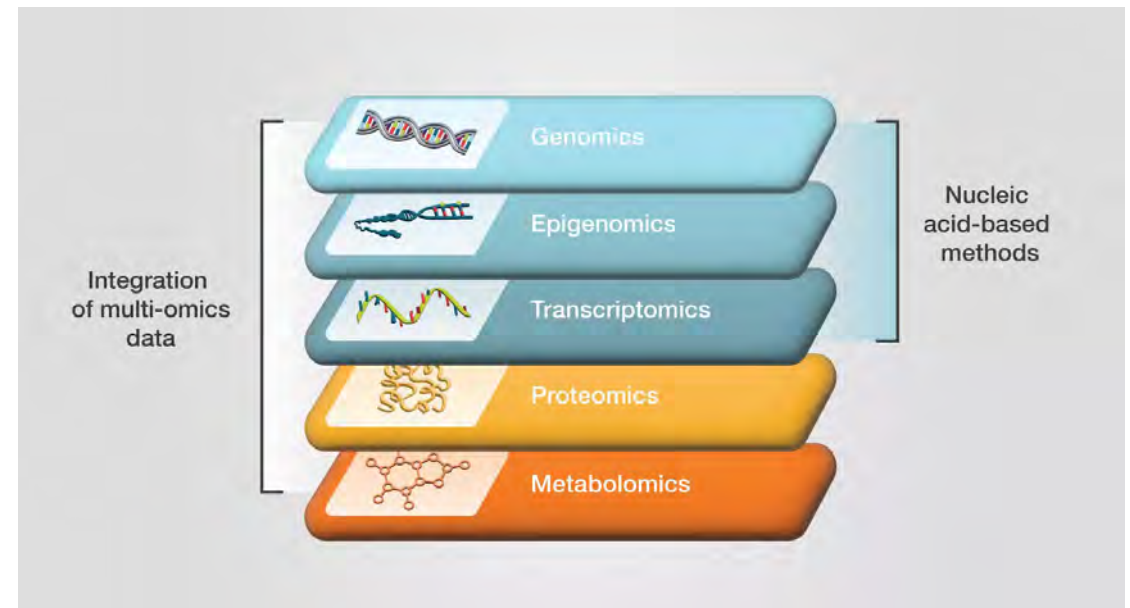 Genomics
Epigenomics
Transcriptomics
Proteomics
Metabolomics
Integration
of multi-omics
data
Nucleic
acid-based
methods